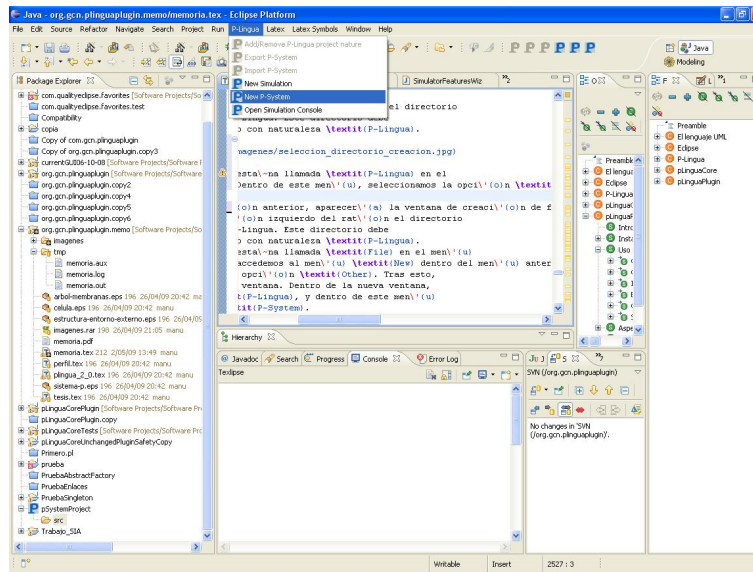 Java - org.gcn.plinguaplugin.memo/memoria.tex - Eclipse Platform
File Edit Source Refactor Navigate Search Project Run P-Lingua Latex Latex Symbols Window Help
Add/Remove P-Lingua project nature
Export P-System
Import P-System
New Simulation
New P-System
Open Simulation Console
Java
Modeling
Package Explorer
com.qualtyeclipse.favorites [Software Projects/So
com.qualtyeclipse.favorites.test
Compatibility
copia
Copy of com.gcn.plinguaplugin
Copy of org.gcn.plinguaplugin.copy3
currentGUI06-10-08 [Software Projects/Software
org.gcn.plinguaplugin [Software Projects/Software
org.gcn.plinguaplugin.copy2
org.gcn.plinguaplugin.copy4
org.gcn.plinguaplugin.copy5
org.gcn.plinguaplugin.copy6
org.gcn.plinguaplugin.memo [Software Projects/So
imagenes
tmp
memoria.aux
memoria.log
memoria.out
arbol-membranas.eps 196 26/04/09 20:42 ma
celula.eps 196 26/04/09 20:42 manu
estructura-entorno-externo.eps 196 26/04/09
imagenes.rar 198 26/04/09 21:05 manu
memoria.pdf
memoria.tex 212 2/05/09 13:49 manu
perfil.tex 196 26/04/09 20:42 manu
plingua_2_0.tex 196 26/04/09 20:42 manu
sistema-p.eps 196 26/04/09 20:42 manu
tesis.tex 196 26/04/09 20:42 manu
pLinguaCorePlugin [Software Projects/Software Pr
pLinguaCorePlugin.copy
pLinguaCoreTests [Software Projects/Software Pro
pLinguaCoreUnchangedPluginSafetyCopy
Primero.pl
prueba
PruebaAbstractFactory
PruebaEnlaces
PruebaSingleton
pSystemProject
src
Trabajo_SIA
SimulatorFeaturesWiz
el directorio
o con naturaleza \textit{P-Lingua}.
magenes/seleccion_directorio_creacion.jpg}
esta\~na llamada \textit{P-Lingua} en el
Dentro de este men\'{u}, seleccionamos la opci\'{o}n \textit
{o}n anterior, aparecer\'{a} la ventana de creaci\'{o}n de f
'{o}n izquierdo del rat\'{o}n el directorio
-Lingua. Este directorio debe
o con naturaleza \textit{P-Lingua}.
sta\~na llamada \textit{File} en el men\'{u}
accedemos al men\'{u} \textit{New} dentro del men\'{u} anter
opci\'{o}n \textit{Other}. Tras esto,
ventana. Dentro de la nueva ventana,
t{P-Lingua}, y dentro de este men\'{u}
tit{P-System}.
Hierarchy
Javadoc Search Progress Console Error Log
Texlipse
SVN (/org.gcn.plinguaplugin)
No changes in 'SVN
(/org.gcn.plinguaplugin)'.
Preamble
El lenguaje UML
Eclipse
P-Lingua
pLinguaCore
pLinguaPlugin
Writable Insert 2527 : 3